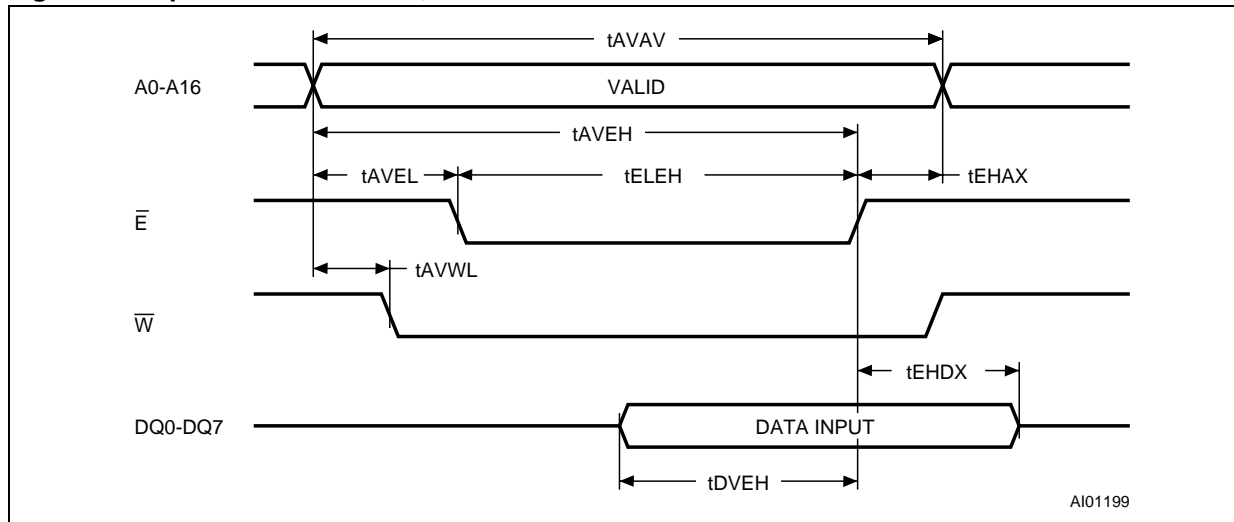 tAVAV
A0-A16
VALID
tAVEH
tAVEL
tELEH
tEHAX
E̅
tAVWL
W̅
tEHDX
DQ0-DQ7
DATA INPUT
tDVEH
AI01199